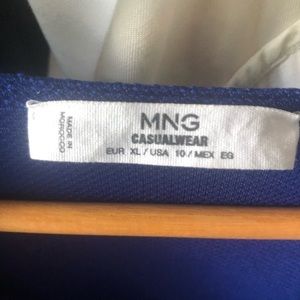 MNG
CASUALWEAR
EUR XL / USA 10 / MEX EG
MADE IN
MOROCCO